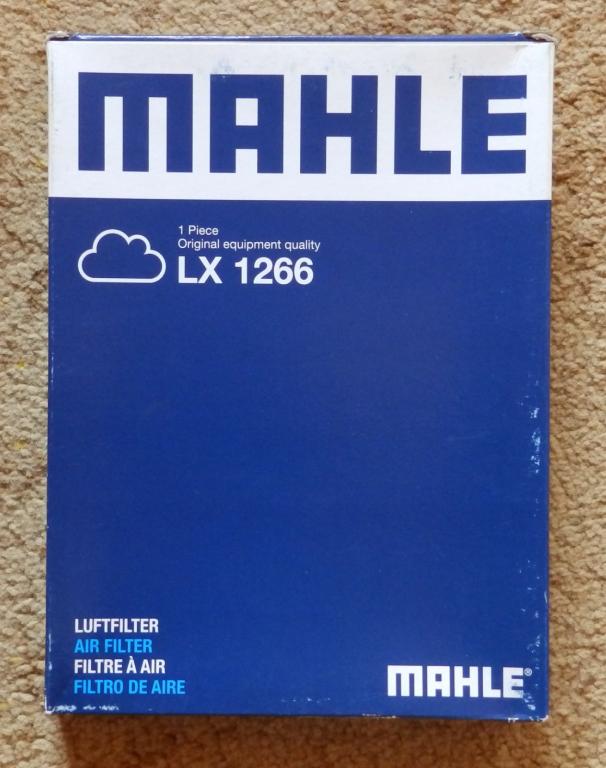 MAHLE
1 Piece
Original equipment quality
LX 1266
LUFTFILTER
AIR FILTER
FILTRE À AIR
FILTRO DE AIRE
MAHLE®